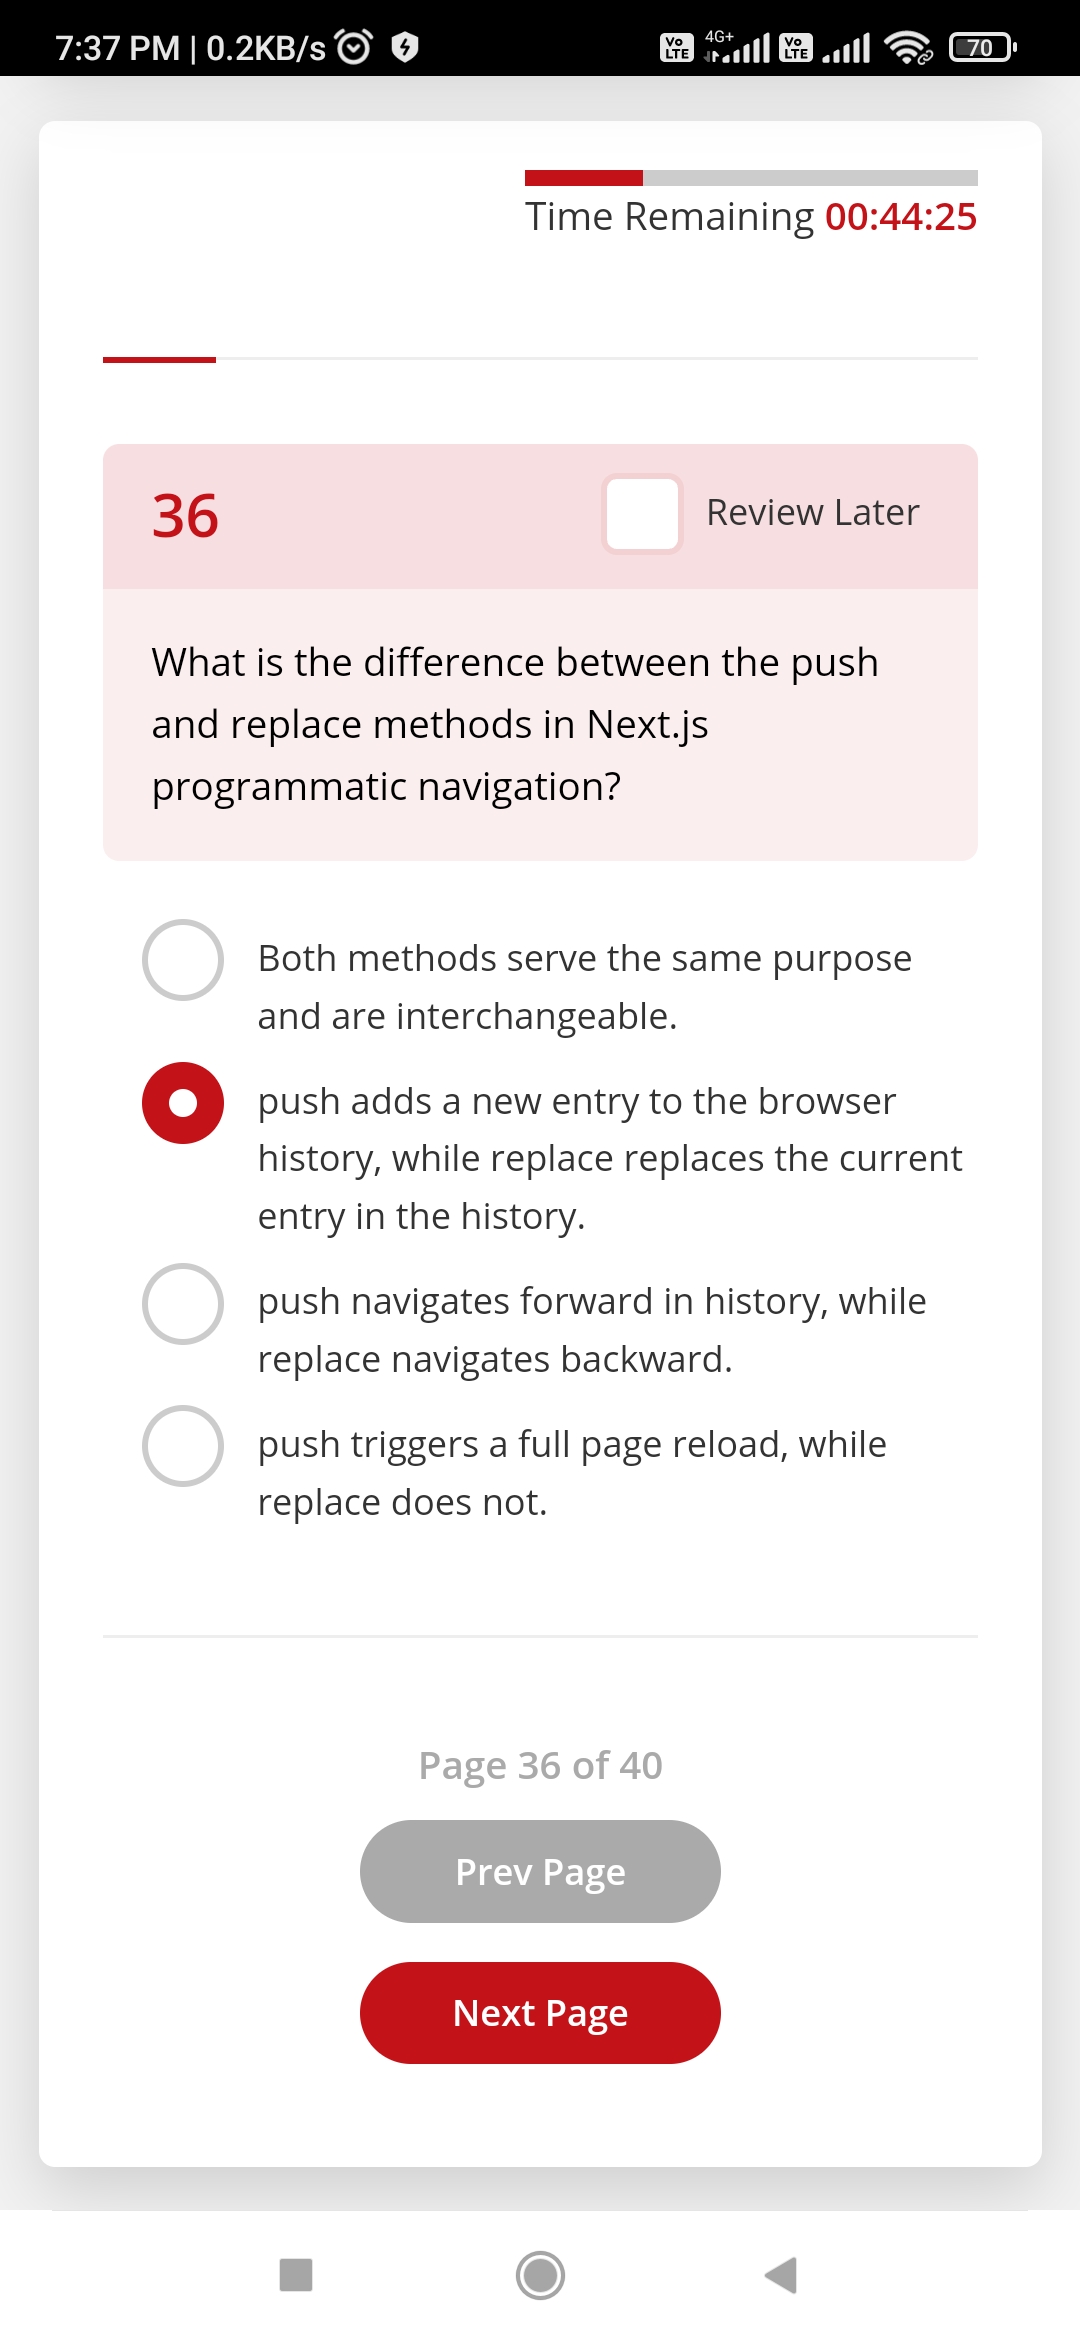 7:37 PM | 0.2KB/s
Vo LTE 4G+ Vo LTE 70
Time Remaining 00:44:25
36 Review Later
What is the difference between the push
and replace methods in Next.js
programmatic navigation?
Both methods serve the same purpose
and are interchangeable.
push adds a new entry to the browser
history, while replace replaces the current
entry in the history.
push navigates forward in history, while
replace navigates backward.
push triggers a full page reload, while
replace does not.
Page 36 of 40
Prev Page
Next Page